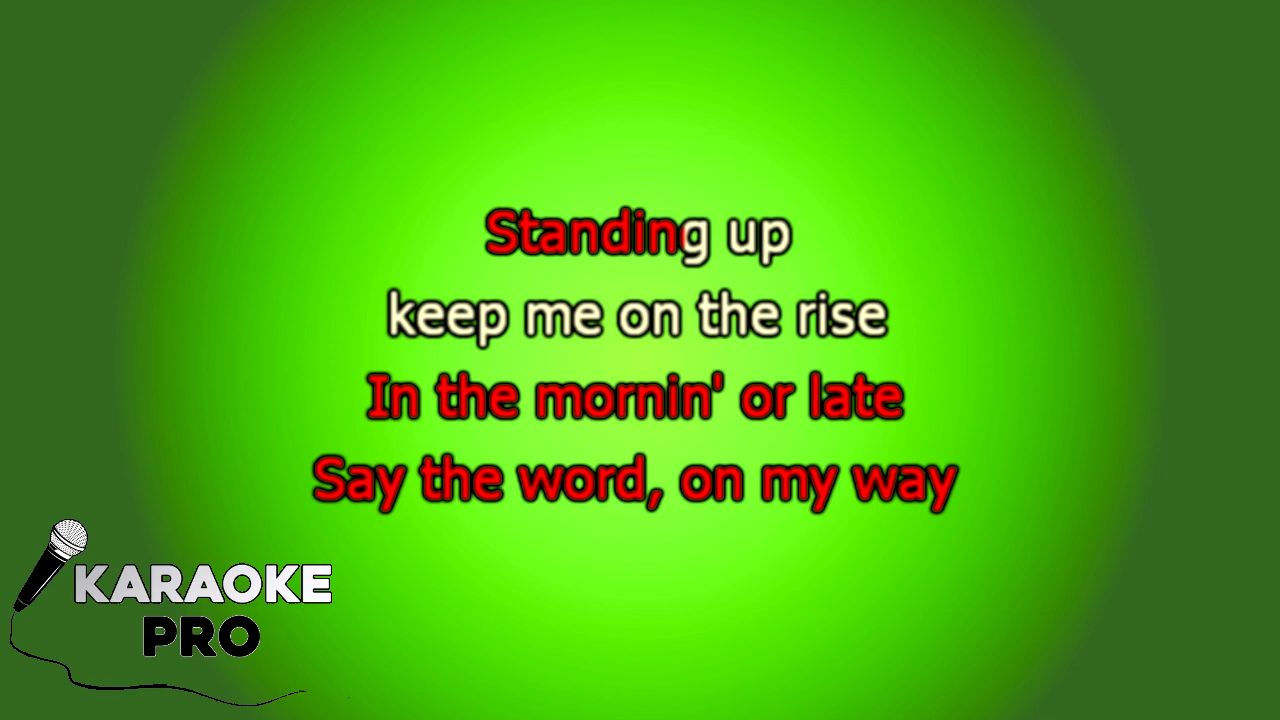 Standing up
keep me on the rise
In the mornin' or late
Say the word, on my way
KARAOKE
PRO